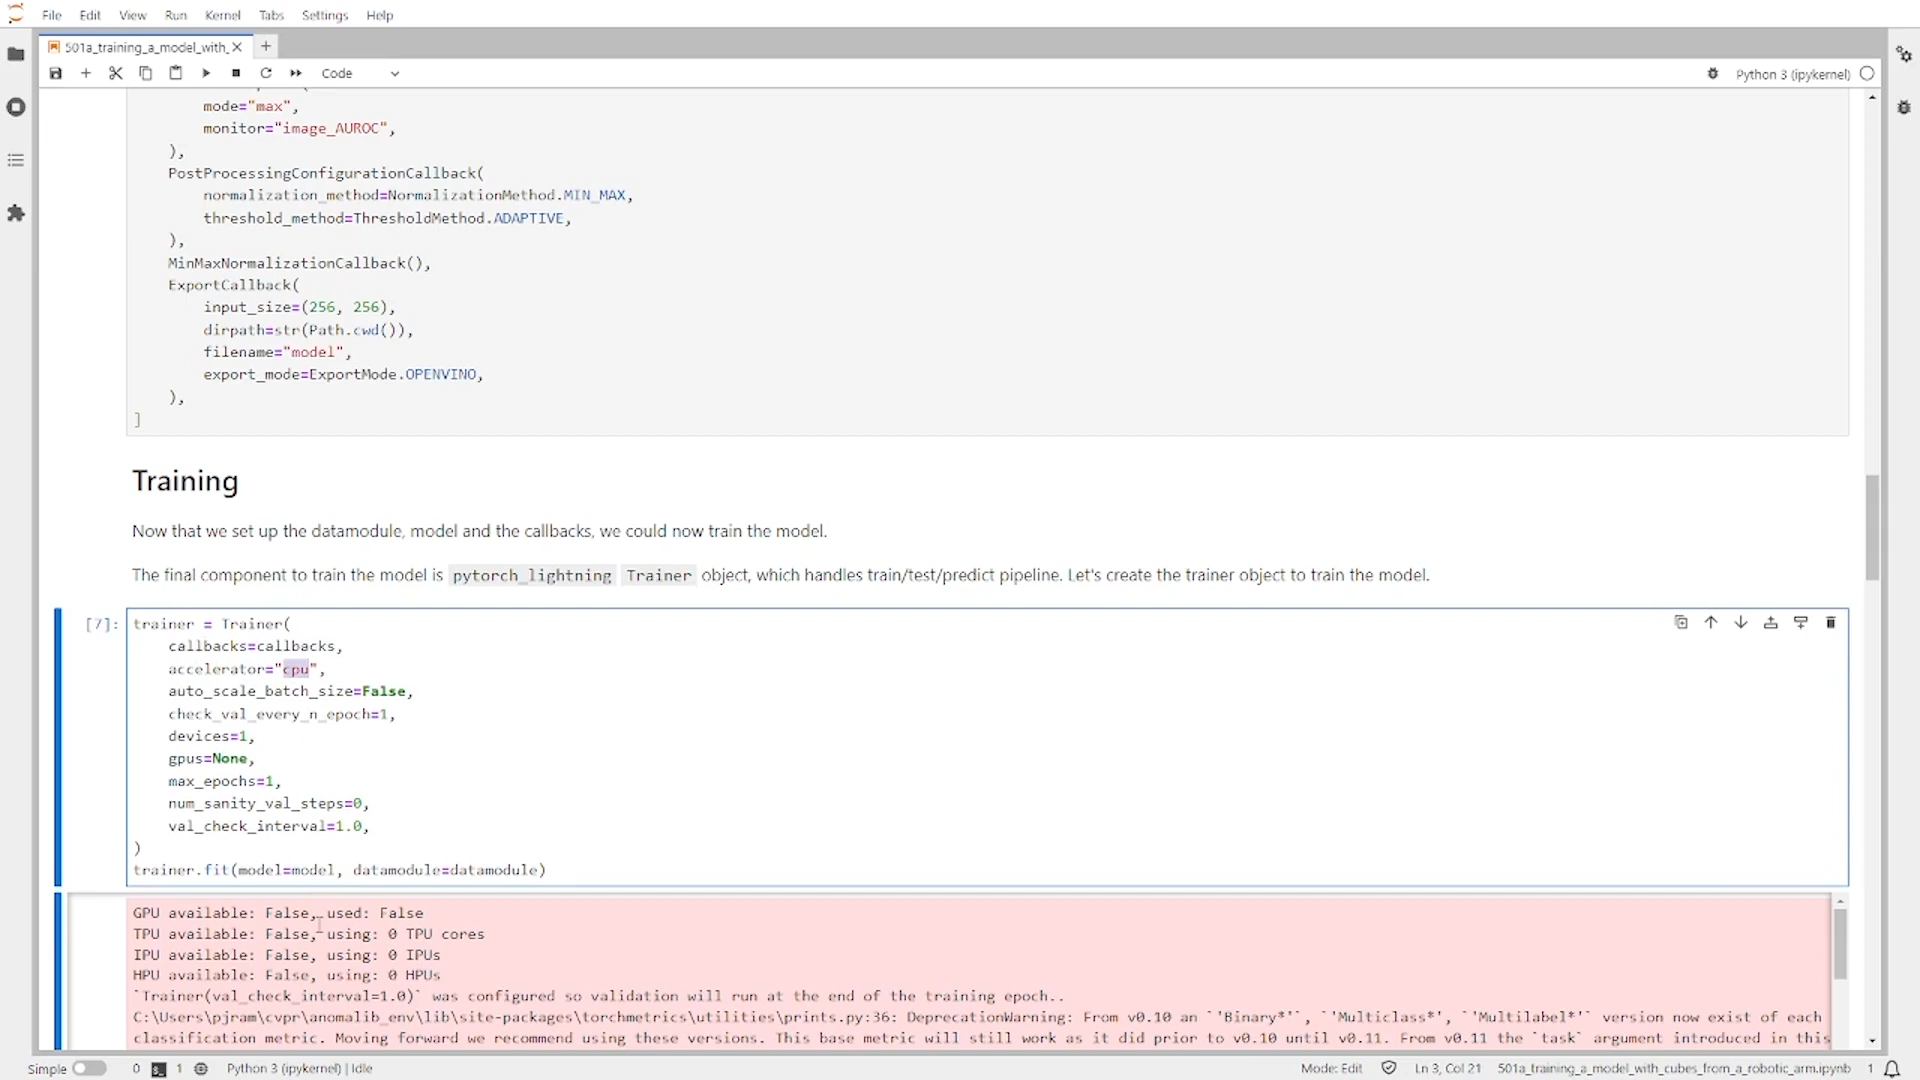 File Edit View Run Kernel Tabs Settings Help
501a_training_a_model_with_
Code
Python 3 (ipykernel)
mode="max",
monitor="image_AUROC",
),
PostProcessingConfigurationCallback(
normalization_method=NormalizationMethod.MIN_MAX,
threshold_method=ThresholdMethod.ADAPTIVE,
),
MinMaxNormalizationCallback(),
ExportCallback(
input_size=(256, 256),
dirpath=str(Path.cwd()),
filename="model",
export_mode=ExportMode.OPENVINO,
),
]
Training
Now that we set up the datamodule, model and the callbacks, we could now train the model.
The final component to train the model is pytorch_lightning Trainer object, which handles train/test/predict pipeline. Let's create the trainer object to train the model.
[7]: trainer = Trainer(
callbacks=callbacks,
accelerator="cpu",
auto_scale_batch_size=False,
check_val_every_n_epoch=1,
devices=1,
gpus=None,
max_epochs=1,
num_sanity_val_steps=0,
val_check_interval=1.0,
)
trainer.fit(model=model, datamodule=datamodule)
GPU available: False, used: False
TPU available: False, using: 0 TPU cores
IPU available: False, using: 0 IPUs
HPU available: False, using: 0 HPUs
`Trainer(val_check_interval=1.0)` was configured so validation will run at the end of the training epoch..
C:\Users\pjram\cvpr\anomalib_env\lib\site-packages\torchmetrics\utilities\prints.py:36: DeprecationWarning: From v0.10 an `'Binary*'`, `'Multiclass*', `'Multilabel*'` version now exist of each
classification metric. Moving forward we recommend using these versions. This base metric will still work as it did prior to v0.10 until v0.11. From v0.11 the `task` argument introduced in this
Simple 0 1 Python 3 (ipykernel) | Idle Mode: Edit Ln 3, Col 21 501a_training_a_model_with_cubes_from_a_robotic_arm.ipynb 1